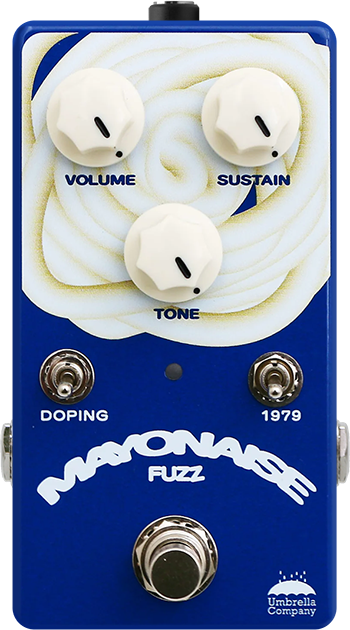 VOLUME SUSTAIN
TONE
DOPING 1979
MAYONAISE
FUZZ
Umbrella
Company